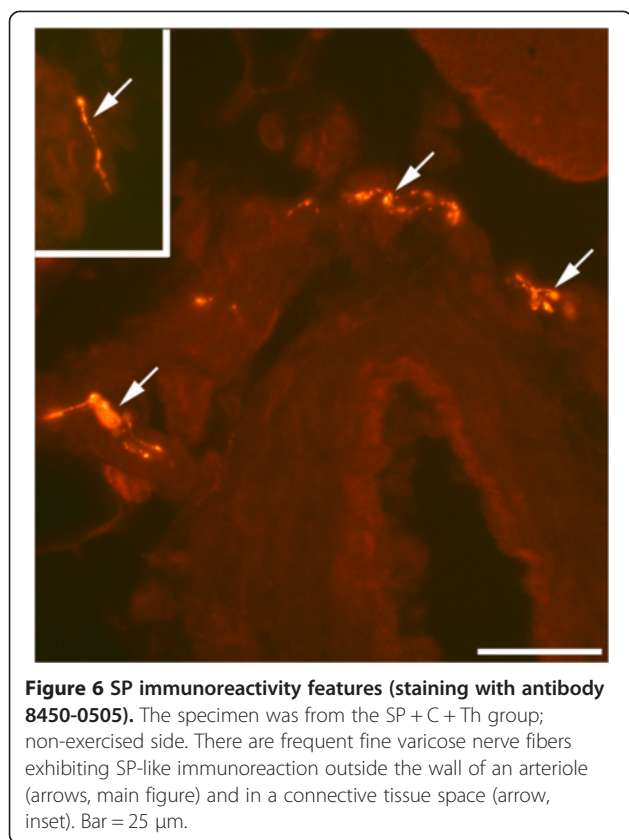 Figure 6 SP immunoreactivity features (staining with antibody
8450-0505). The specimen was from the SP + C + Th group;
non-exercised side. There are frequent fine varicose nerve fibers
exhibiting SP-like immunoreaction outside the wall of an arteriole
(arrows, main figure) and in a connective tissue space (arrow,
inset). Bar = 25 μm.